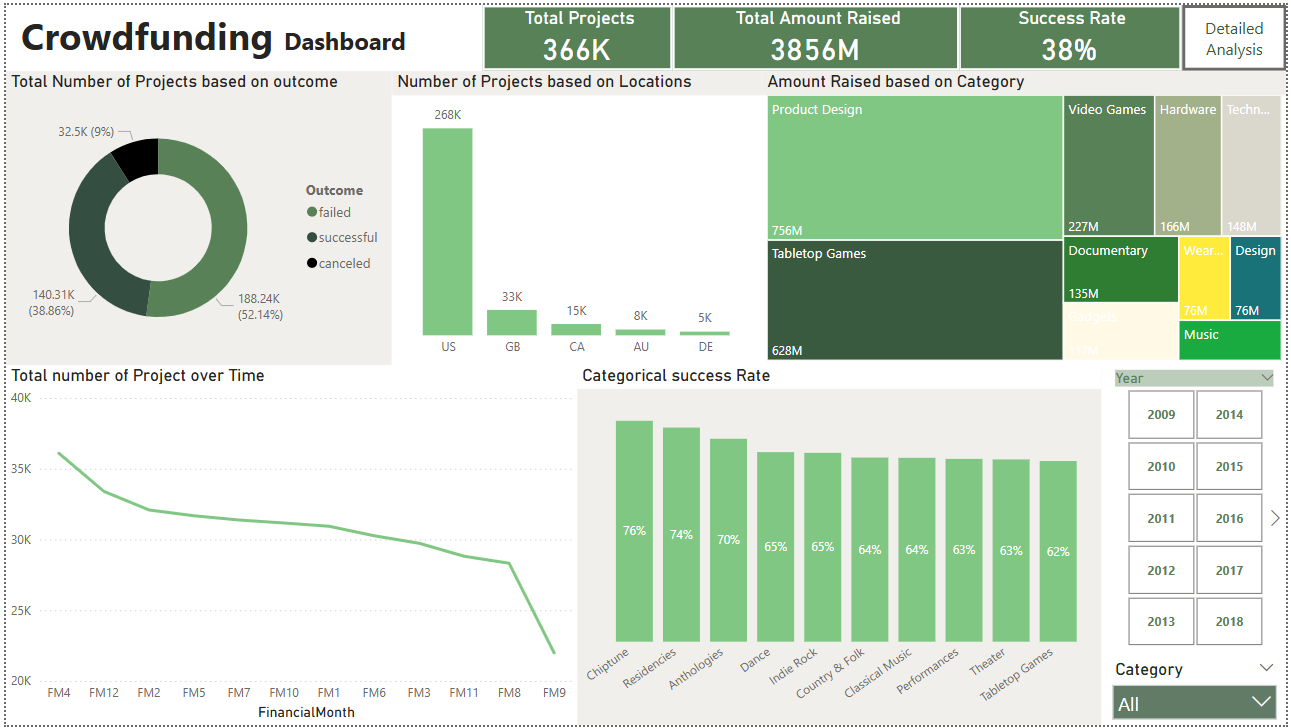 Crowdfunding Dashboard
Total Projects
366K
Total Amount Raised
3856M
Success Rate
38%
Detailed
Analysis
Total Number of Projects based on outcome
32.5K (9%)
140.31K
(38.86%)
188.24K
(52.14%)
Outcome
failed
successful
canceled
Number of Projects based on Locations
268K
33K
15K
8K
5K
US
GB
CA
AU
DE
Amount Raised based on Category
Product Design
756M
Tabletop Games
628M
Video Games
227M
Hardware
166M
Techn...
148M
Documentary
135M
Wear...
76M
Design
76M
Gadgets
Music
Total number of Project over Time
40K
35K
30K
25K
20K
FM4
FM12
FM2
FM5
FM7
FM10
FM1
FM6
FM3
FM11
FM8
FM9
FinancialMonth
Categorical success Rate
76%
74%
70%
65%
65%
64%
64%
63%
63%
62%
Chiptune
Residencies
Anthologies
Dance
Indie Rock
Country & Folk
Classical Music
Performances
Theater
Tabletop Games
Year
2009
2014
2010
2015
2011
2016
2012
2017
2013
2018
Category
All